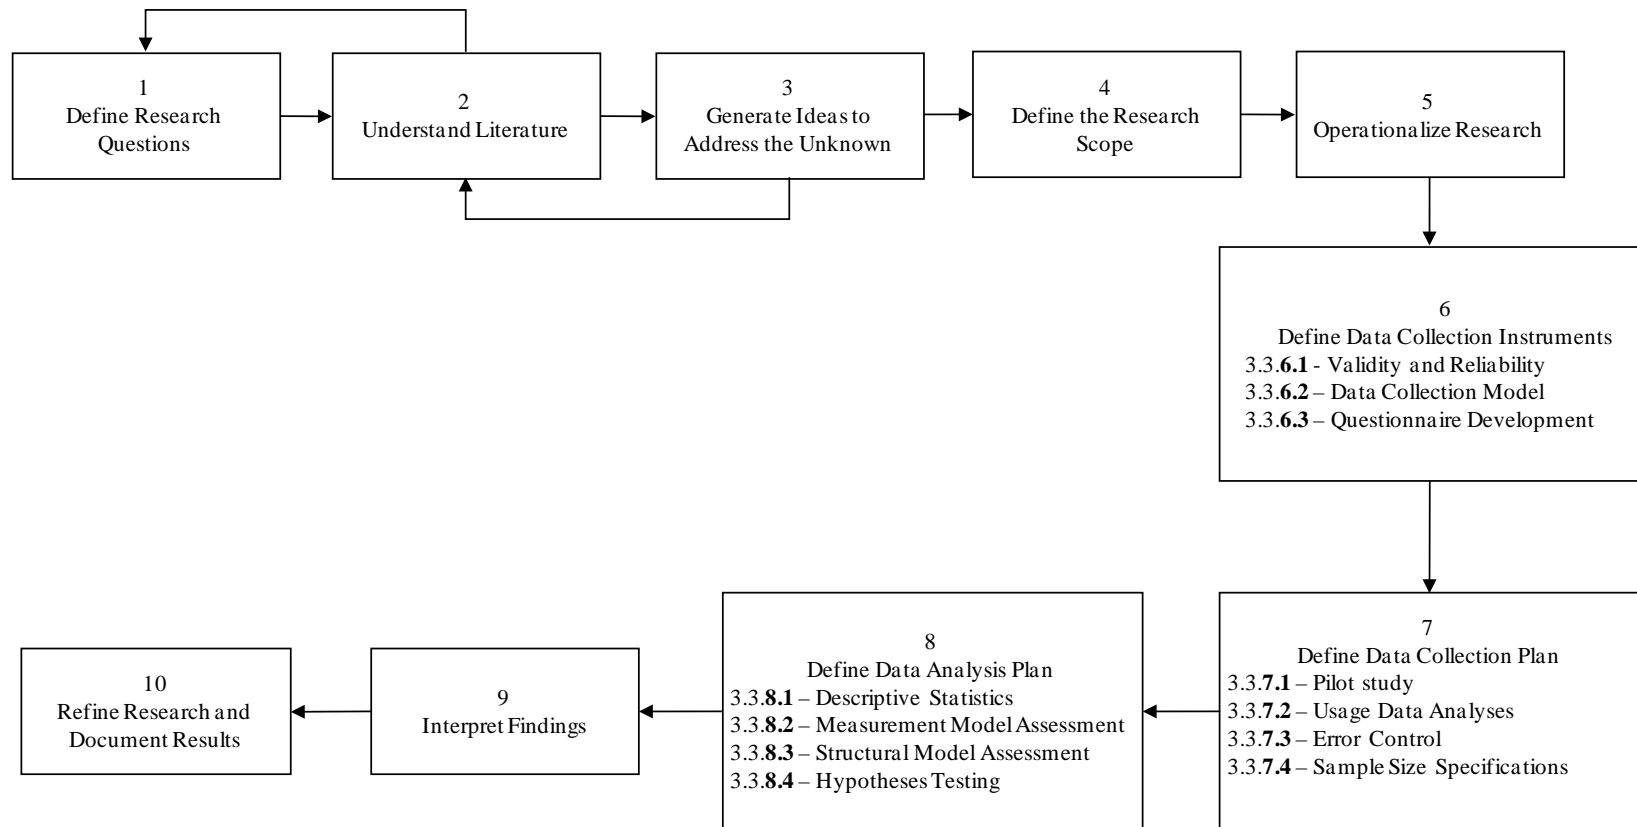 1
Define Research
Questions
2
Understand Literature
3
Generate Ideas to
Address the Unknown
4
Define the Research
Scope
5
Operationalize Research
6
Define Data Collection Instruments
3.3.6.1 - Validity and Reliability
3.3.6.2 – Data Collection Model
3.3.6.3 – Questionnaire Development
7
Define Data Collection Plan
3.3.7.1 – Pilot study
3.3.7.2 – Usage Data Analyses
3.3.7.3 – Error Control
3.3.7.4 – Sample Size Specifications
8
Define Data Analysis Plan
3.3.8.1 – Descriptive Statistics
3.3.8.2 – Measurement Model Assessment
3.3.8.3 – Structural Model Assessment
3.3.8.4 – Hypotheses Testing
9
Interpret Findings
10
Refine Research and
Document Results